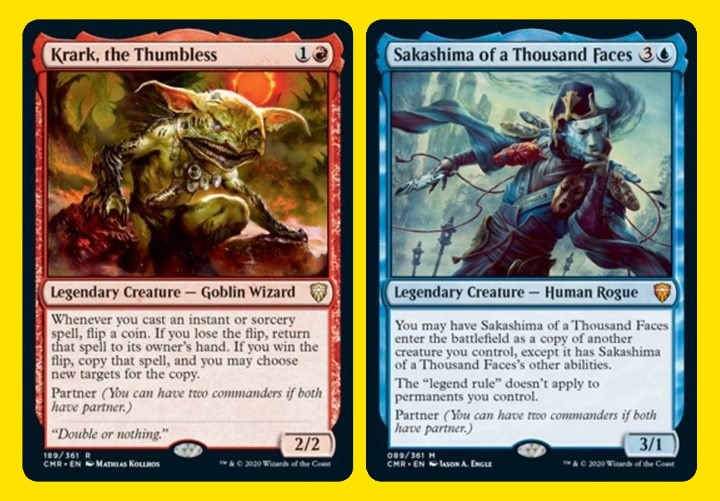 Krark, the Thumbless 1
Legendary Creature — Goblin Wizard
Whenever you cast an instant or sorcery
spell, flip a coin. If you lose the flip, return
that spell to its owner's hand. If you win the
flip, copy that spell, and you may choose
new targets for the copy.
Partner (You can have two commanders if both
have partner.)
"Double or nothing."
2/2
189/361 R
CMR • EN Mathias Kollros
™ & © 2020 Wizards of the Coast
Sakashima of a Thousand Faces 3
Legendary Creature — Human Rogue
You may have Sakashima of a Thousand Faces
enter the battlefield as a copy of another
creature you control, except it has Sakashima
of a Thousand Faces's other abilities.
The "legend rule" doesn't apply to
permanents you control.
Partner (You can have two commanders if both
have partner.)
3/1
089/361 M
CMR • EN Jason A. Engle
™ & © 2020 Wizards of the Coast